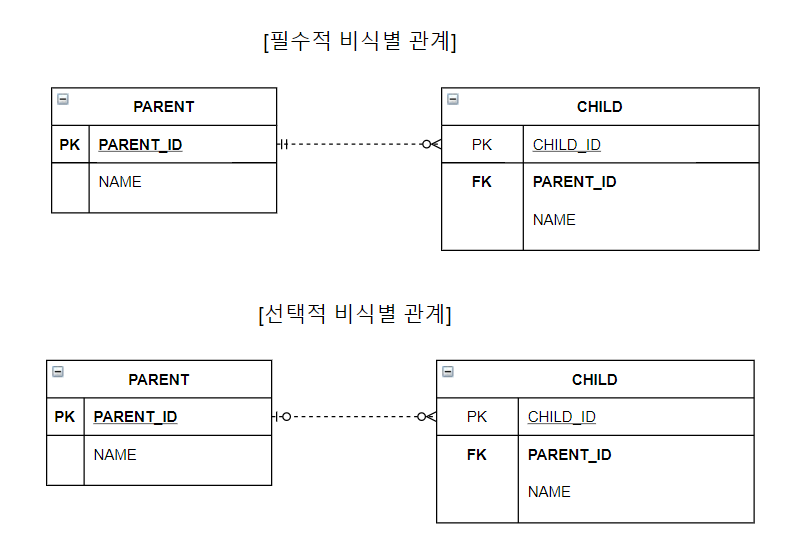 [필수적 비식별 관계]
PARENT
PK PARENT_ID
NAME
CHILD
PK CHILD_ID
FK PARENT_ID
NAME
[선택적 비식별 관계]
PARENT
PK PARENT_ID
NAME
CHILD
PK CHILD_ID
FK PARENT_ID
NAME